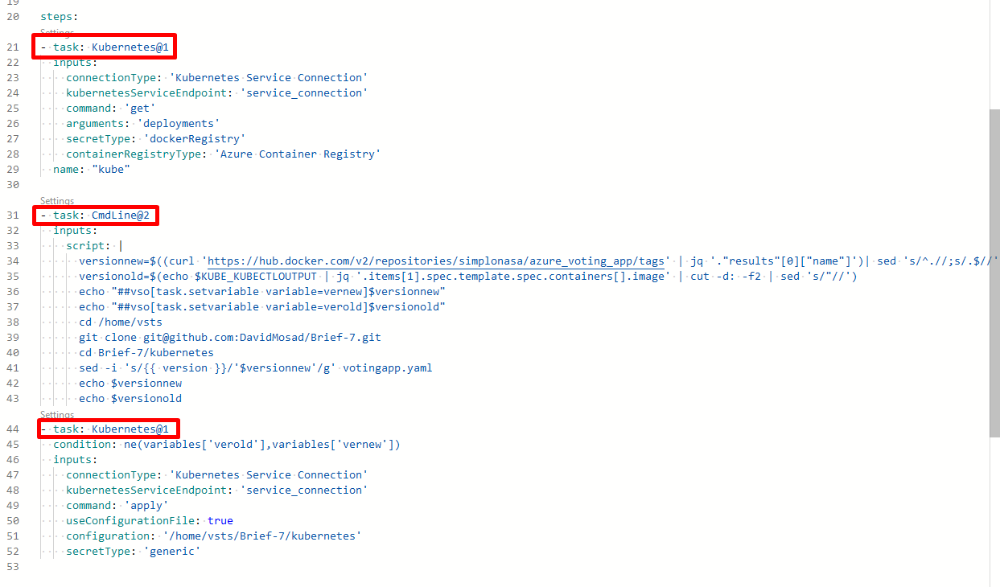 19
20 steps:
Settings
21 - task: Kubernetes@1
22 inputs:
23 connectionType: 'Kubernetes Service Connection'
24 kubernetesServiceEndpoint: 'service_connection'
25 command: 'get'
26 arguments: 'deployments'
27 secretType: 'dockerRegistry'
28 containerRegistryType: 'Azure Container Registry'
29 name: "kube"
30
Settings
31 - task: CmdLine@2
32 inputs:
33 script: |
34 versionnew=$((curl 'https://hub.docker.com/v2/repositories/simplonasa/azure_voting_app/tags' | jq '."results"[0]["name"]')| sed 's/^.//;s/.$//'
35 versionold=$(echo $KUBE_KUBECTLOUTPUT | jq '.items[1].spec.template.spec.containers[].image' | cut -d: -f2 | sed 's/"//')
36 echo "##vso[task.setvariable variable=vernew]$versionnew"
37 echo "##vso[task.setvariable variable=verold]$versionold"
38 cd /home/vsts
39 git clone git@github.com:DavidMosad/Brief-7.git
40 cd Brief-7/kubernetes
41 sed -i 's/{{ version }}/'$versionnew'/g' votingapp.yaml
42 echo $versionnew
43 echo $versionold
Settings
44 - task: Kubernetes@1
45 condition: ne(variables['verold'],variables['vernew'])
46 inputs:
47 connectionType: 'Kubernetes Service Connection'
48 kubernetesServiceEndpoint: 'service_connection'
49 command: 'apply'
50 useConfigurationFile: true
51 configuration: '/home/vsts/Brief-7/kubernetes'
52 secretType: 'generic'
53